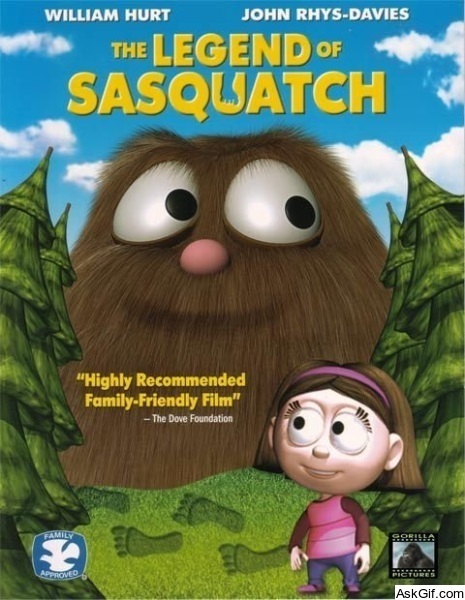 WILLIAM HURT JOHN RHYS-DAVIES
THE LEGEND OF
SASQUATCH
“Highly Recommended
Family-Friendly Film”
– The Dove Foundation
FAMILY
APPROVED
GORILLA
PICTURES
AskGif.com